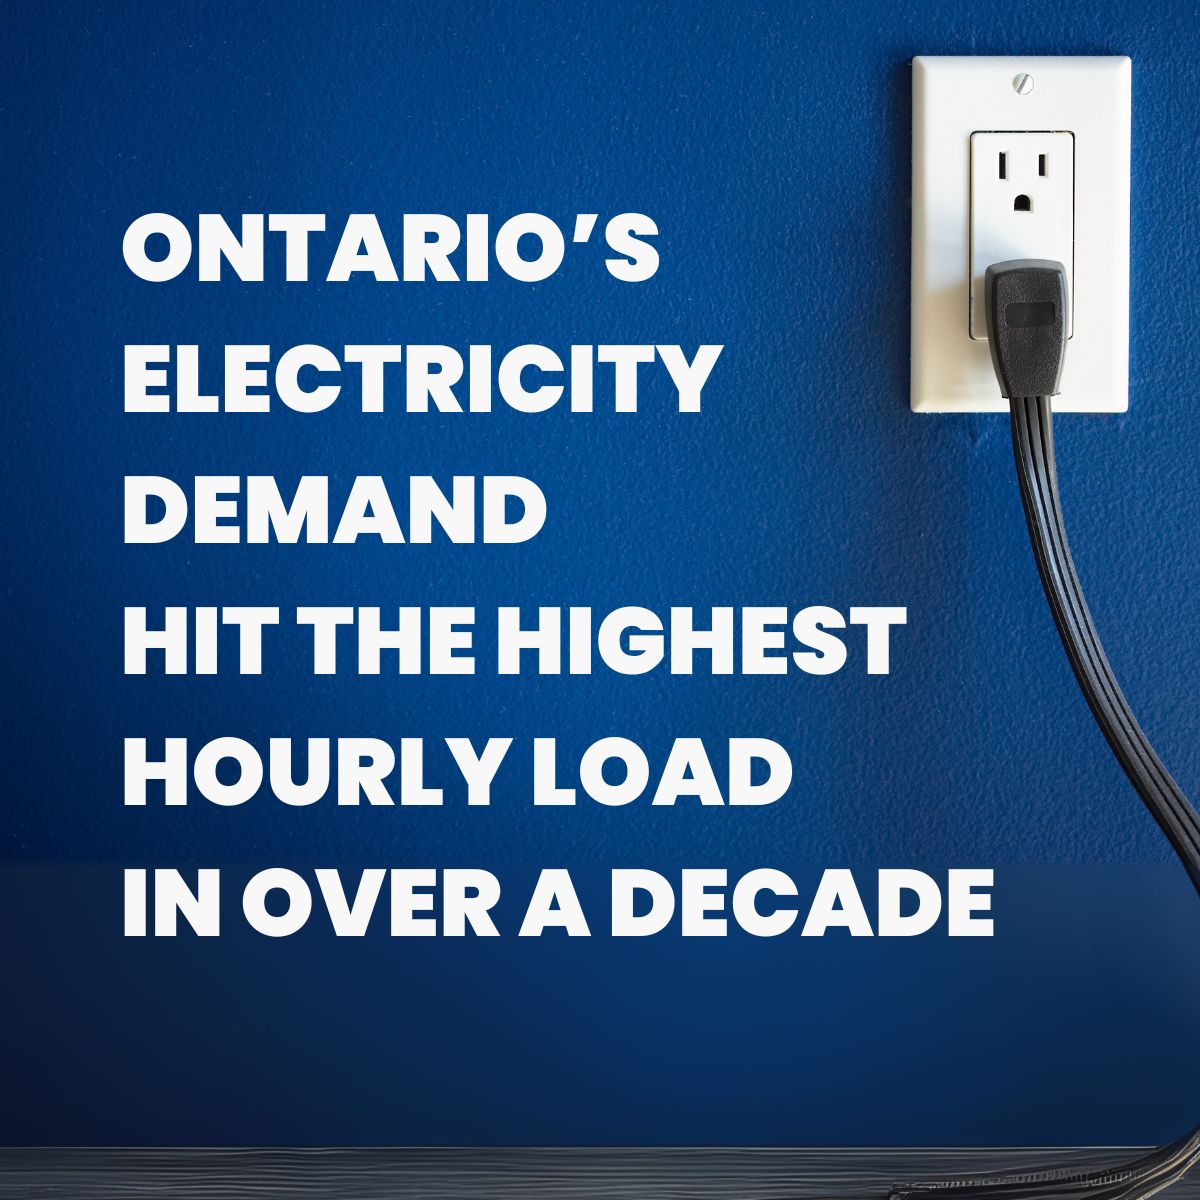 ONTARIO’S
ELECTRICITY
DEMAND
HIT THE HIGHEST
HOURLY LOAD
IN OVER A DECADE